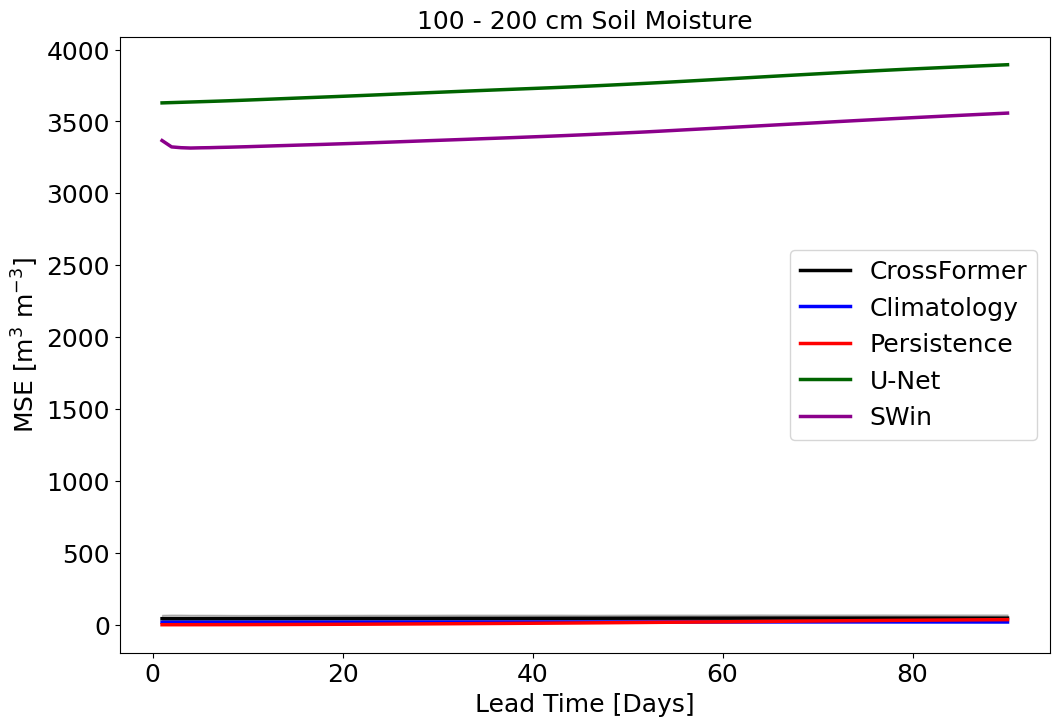 100 - 200 cm Soil Moisture
MSE [m³ m⁻³]
4000
3500
3000
2500
2000
1500
1000
500
0
CrossFormer
Climatology
Persistence
U-Net
SWin
0 20 40 60 80
Lead Time [Days]